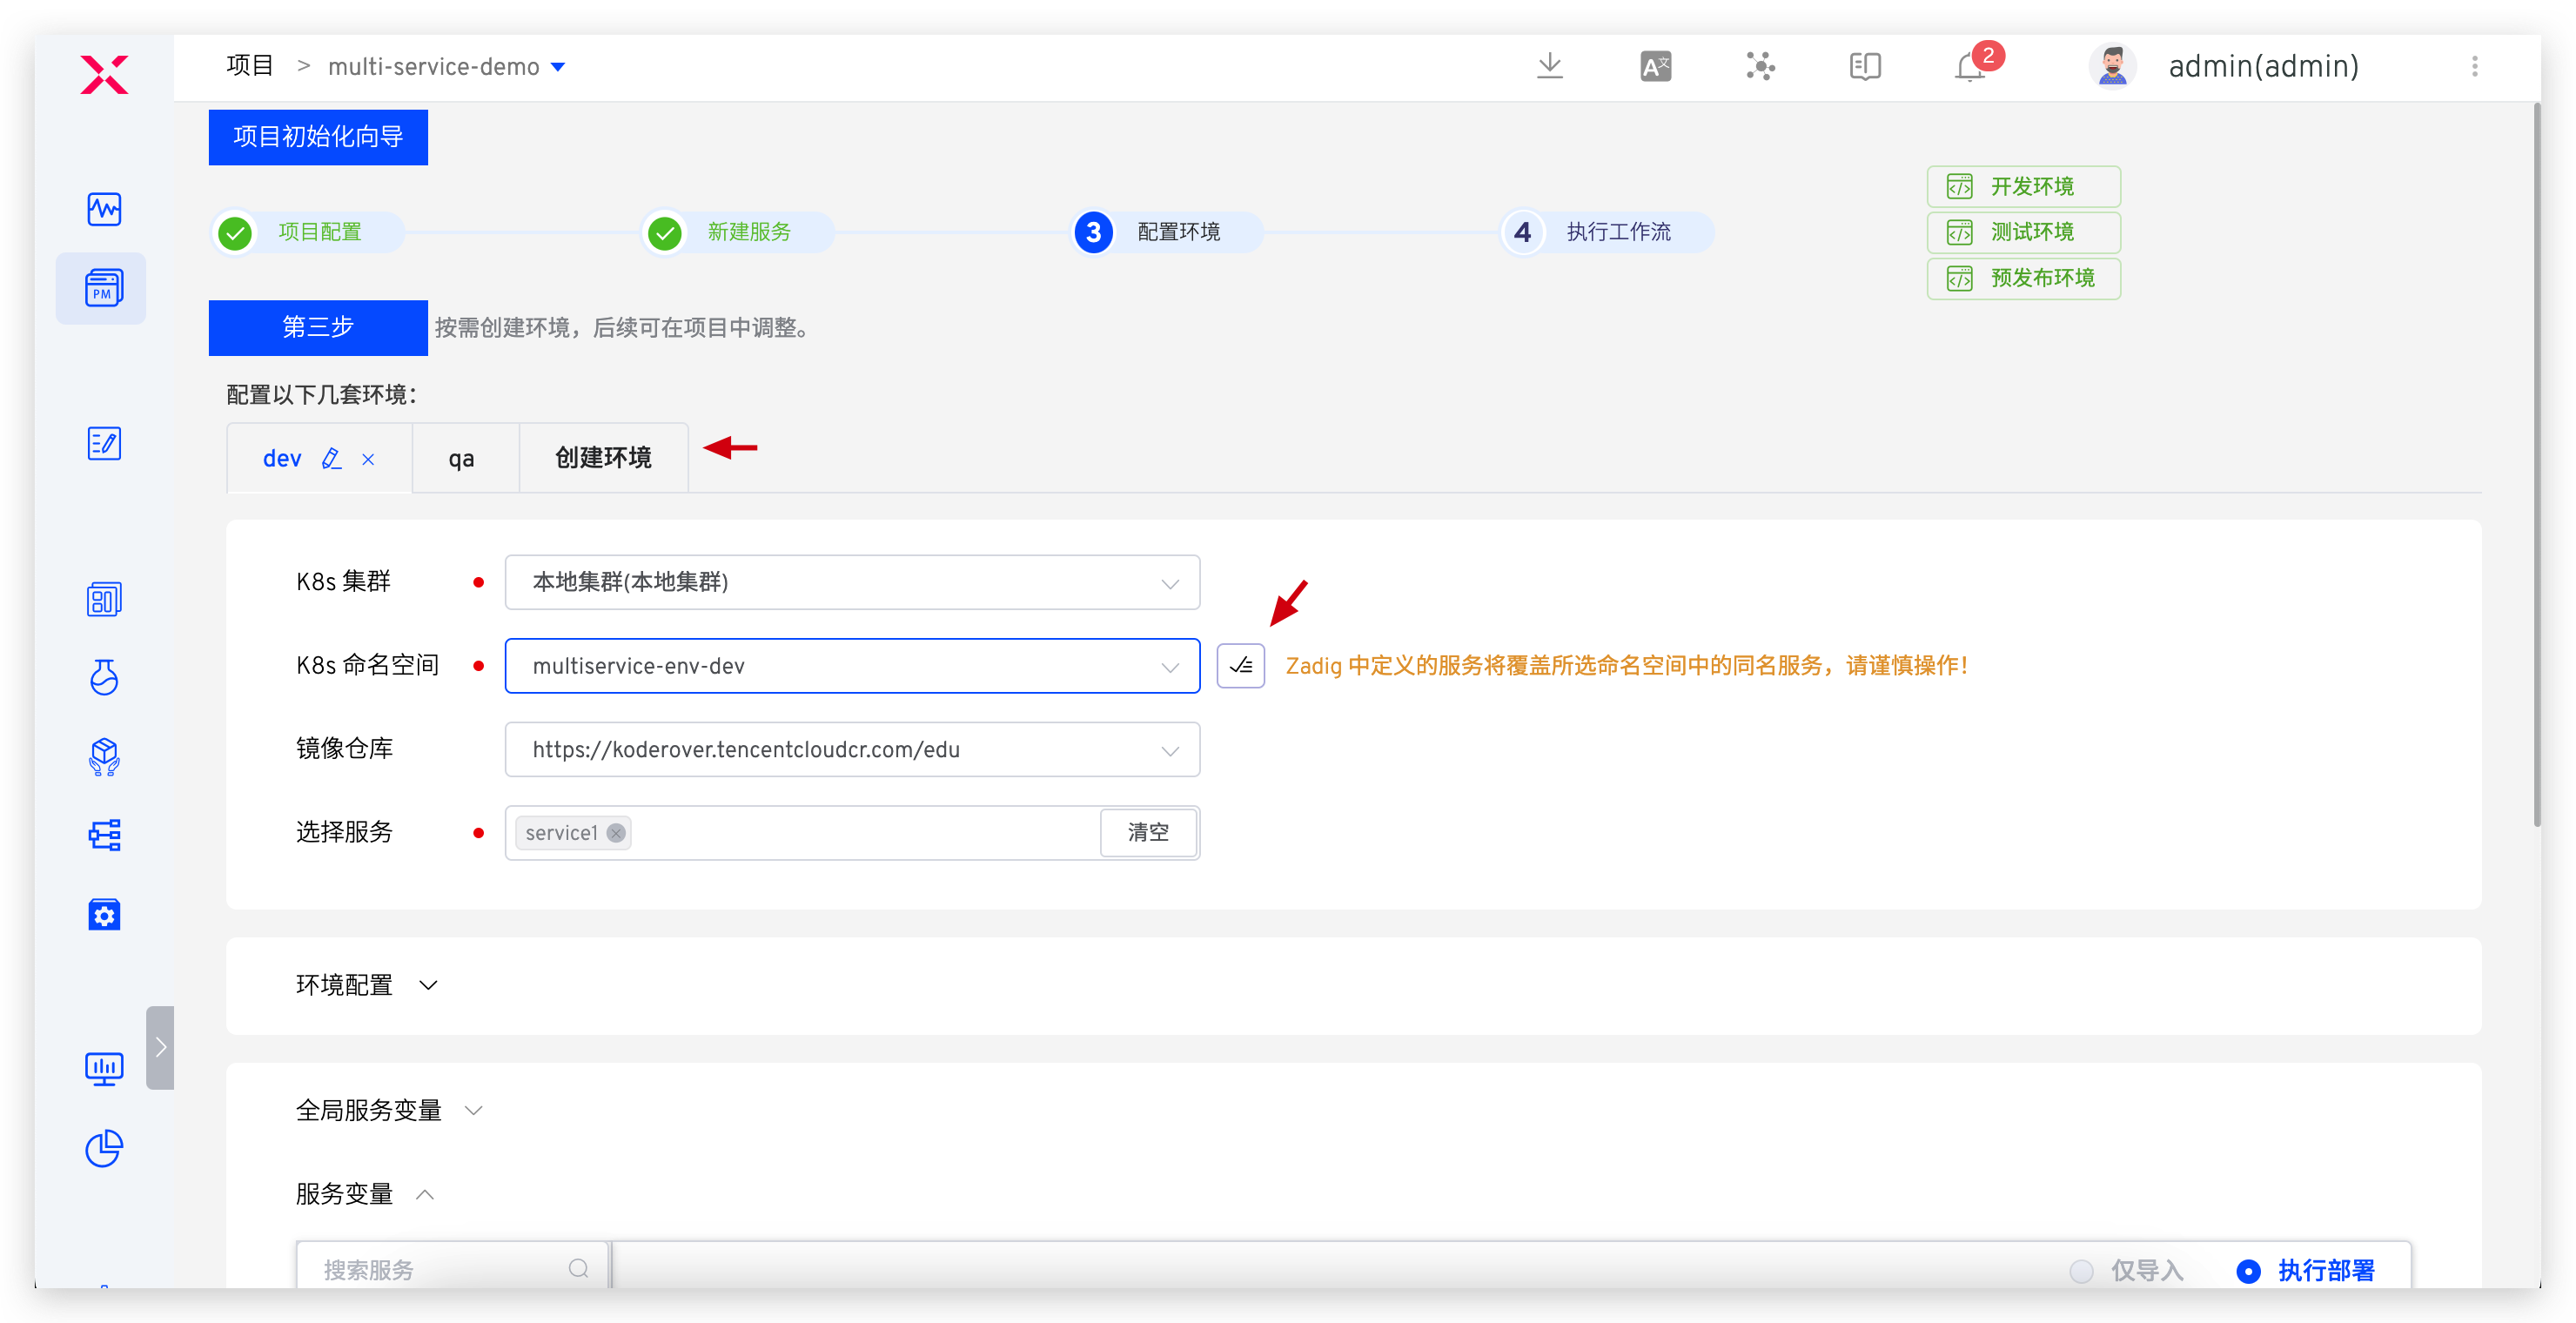 项目 > multi-service-demo
2
admin(admin)
项目初始化向导
项目配置
新建服务
3 配置环境
4 执行工作流
开发环境
测试环境
预发布环境
第三步 按需创建环境，后续可在项目中调整。
配置以下几套环境：
dev qa 创建环境
K8s 集群 本地集群(本地集群)
K8s 命名空间 multiservice-env-dev Zadig 中定义的服务将覆盖所选命名空间中的同名服务，请谨慎操作！
镜像仓库 https://koderover.tencentcloudcr.com/edu
选择服务 service1 清空
环境配置
全局服务变量
服务变量
搜索服务 仅导入 执行部署
PM